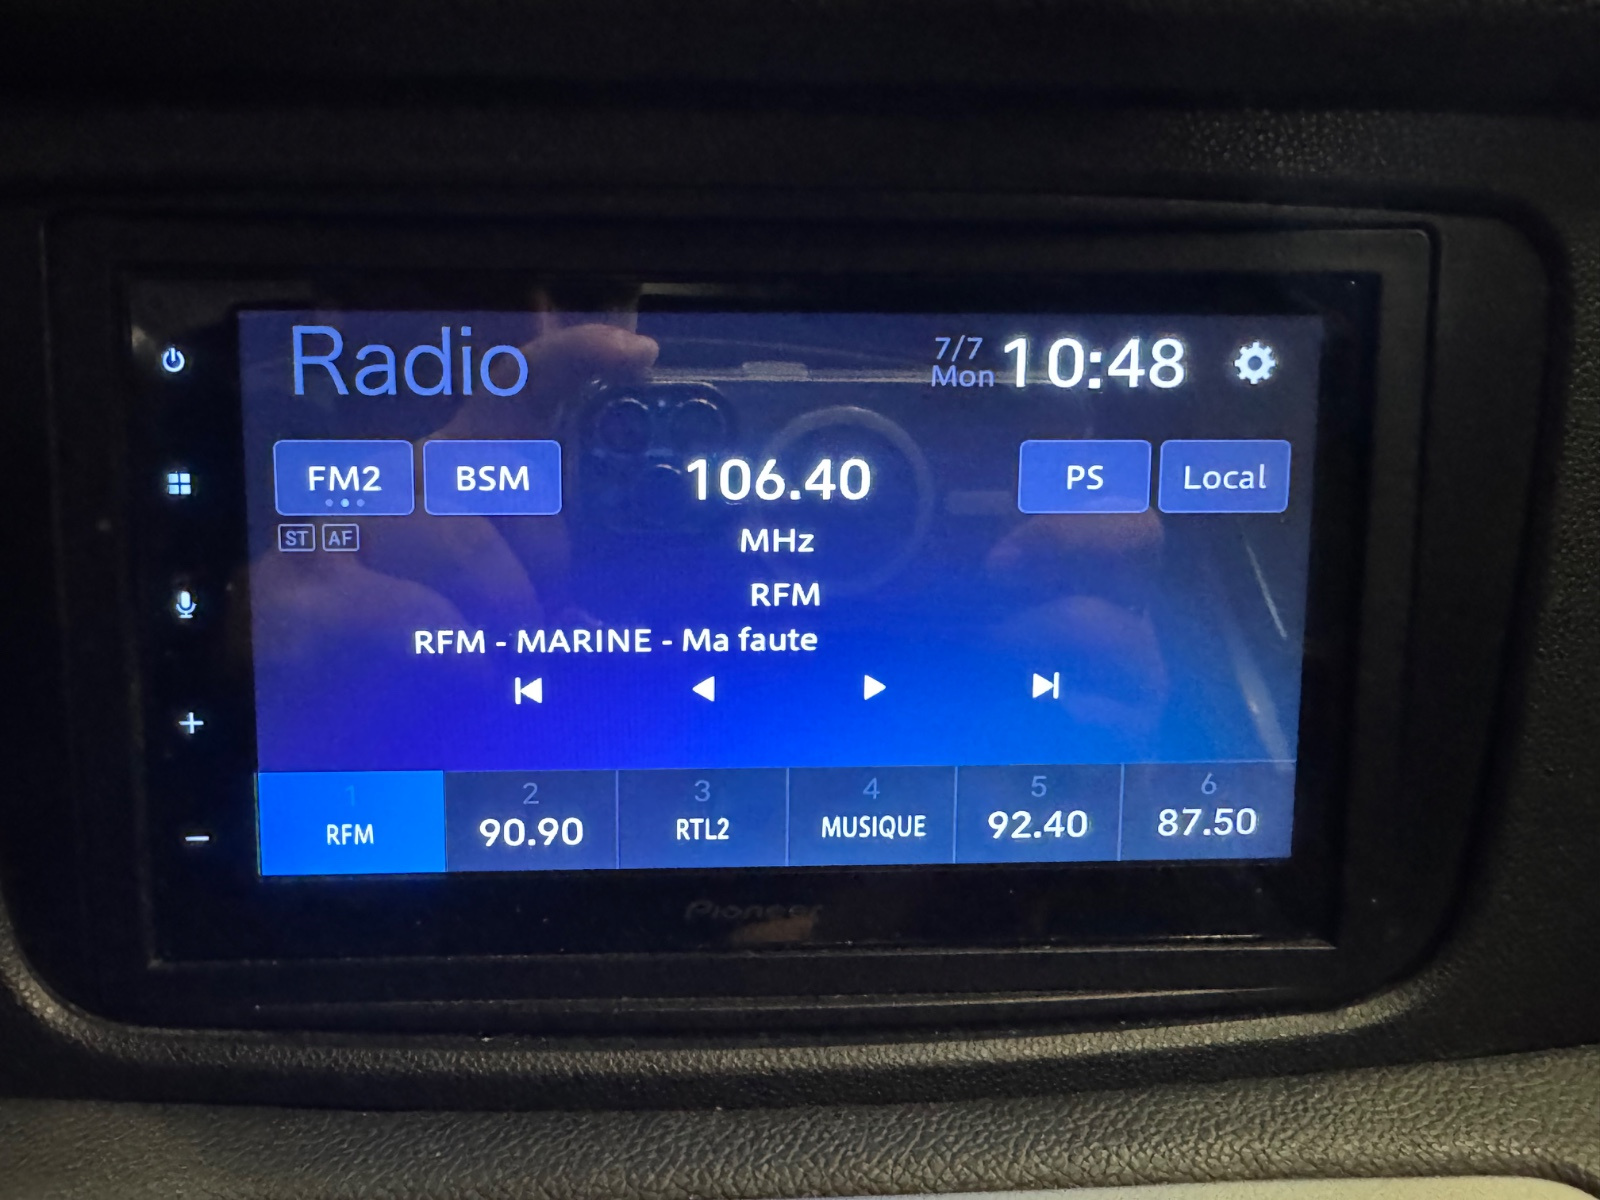 Radio
7/7
Mon
10:48
FM2
BSM
106.40
PS
Local
ST
AF
MHz
RFM
RFM - MARINE - Ma faute
1
2
3
4
5
6
RFM
90.90
RTL2
MUSIQUE
92.40
87.50
Pioneer